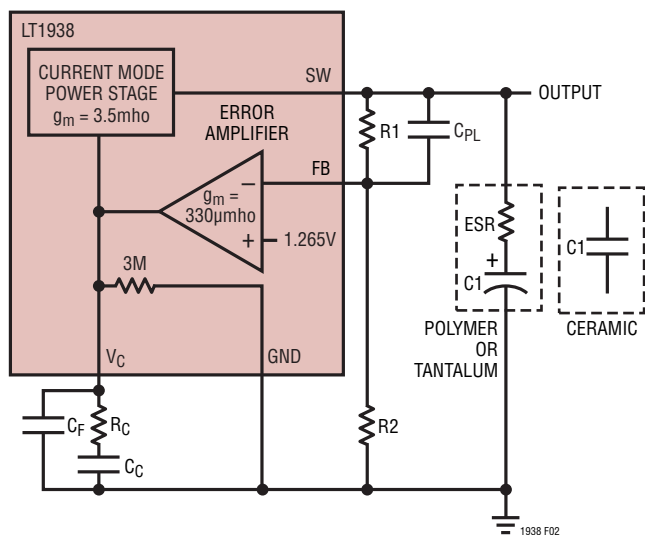 LT1938
CURRENT MODE
POWER STAGE
gm = 3.5mho
SW
OUTPUT
ERROR
AMPLIFIER
R1
CPL
FB
–
gm =
330µmho
+
1.265V
ESR
+
C1
C1
3M
POLYMER
OR
TANTALUM
CERAMIC
VC
GND
CF
RC
R2
CC
1938 F02